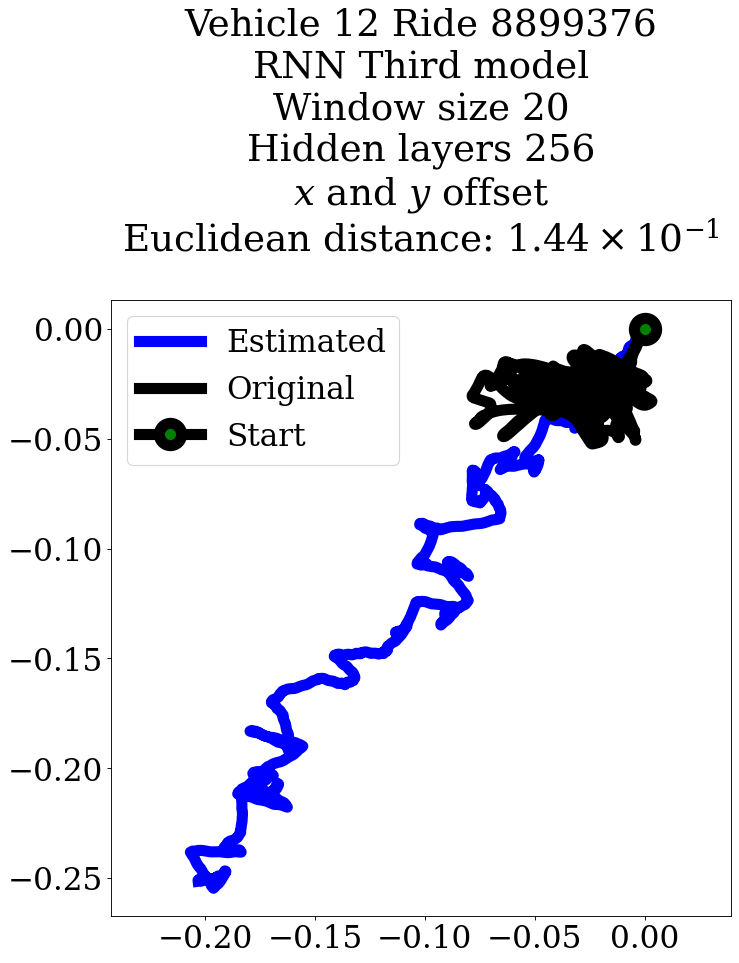 Vehicle 12 Ride 8899376
RNN Third model
Window size 20
Hidden layers 256
x and y offset
Euclidean distance: 1.44 × 10⁻¹
Estimated
Original
Start
0.00
−0.05
−0.10
−0.15
−0.20
−0.25
−0.20 −0.15 −0.10 −0.05 0.00